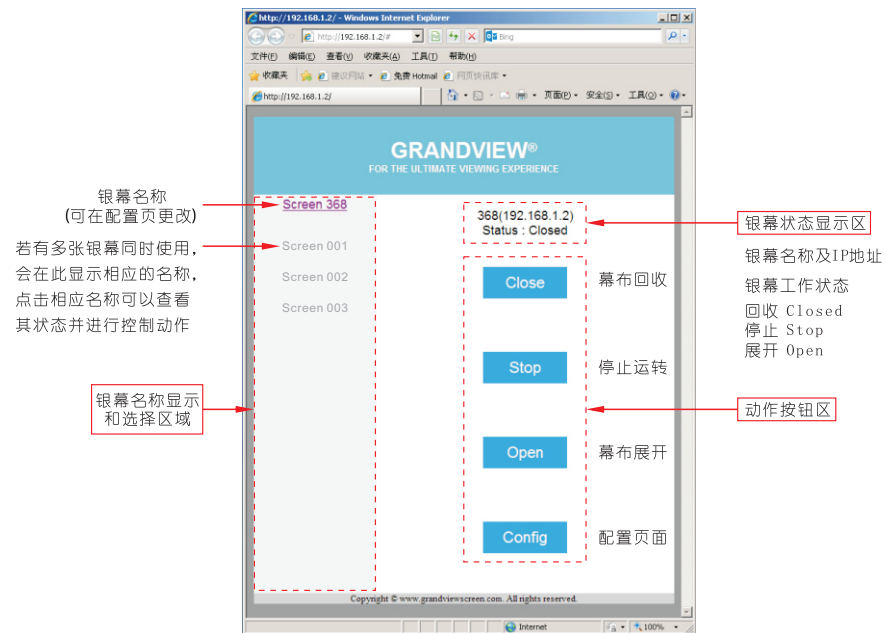 http://192.168.1.2/ - Windows Internet Explorer
http://192.168.1.2/#
Bing
文件(F) 编辑(E) 查看(V) 收藏夹(A) 工具(T) 帮助(H)
收藏夹 建议网站 免费 Hotmail 网页快讯库
http://192.168.1.2/
页面(P) 安全(S) 工具(O)
GRANDVIEW®
FOR THE ULTIMATE VIEWING EXPERIENCE
银幕名称
(可在配置页更改)
若有多张银幕同时使用，
会在此显示相应的名称，
点击相应名称可以查看
其状态并进行控制动作
银幕名称显示
和选择区域
Screen 368
Screen 001
Screen 002
Screen 003
368(192.168.1.2)
Status : Closed
Close 幕布回收
Stop 停止运转
Open 幕布展开
Config 配置页面
银幕状态显示区
银幕名称及IP地址
银幕工作状态
回收 Closed
停止 Stop
展开 Open
动作按钮区
Copyright © www.grandviewscreen.com. All rights reserved.
Internet 100%